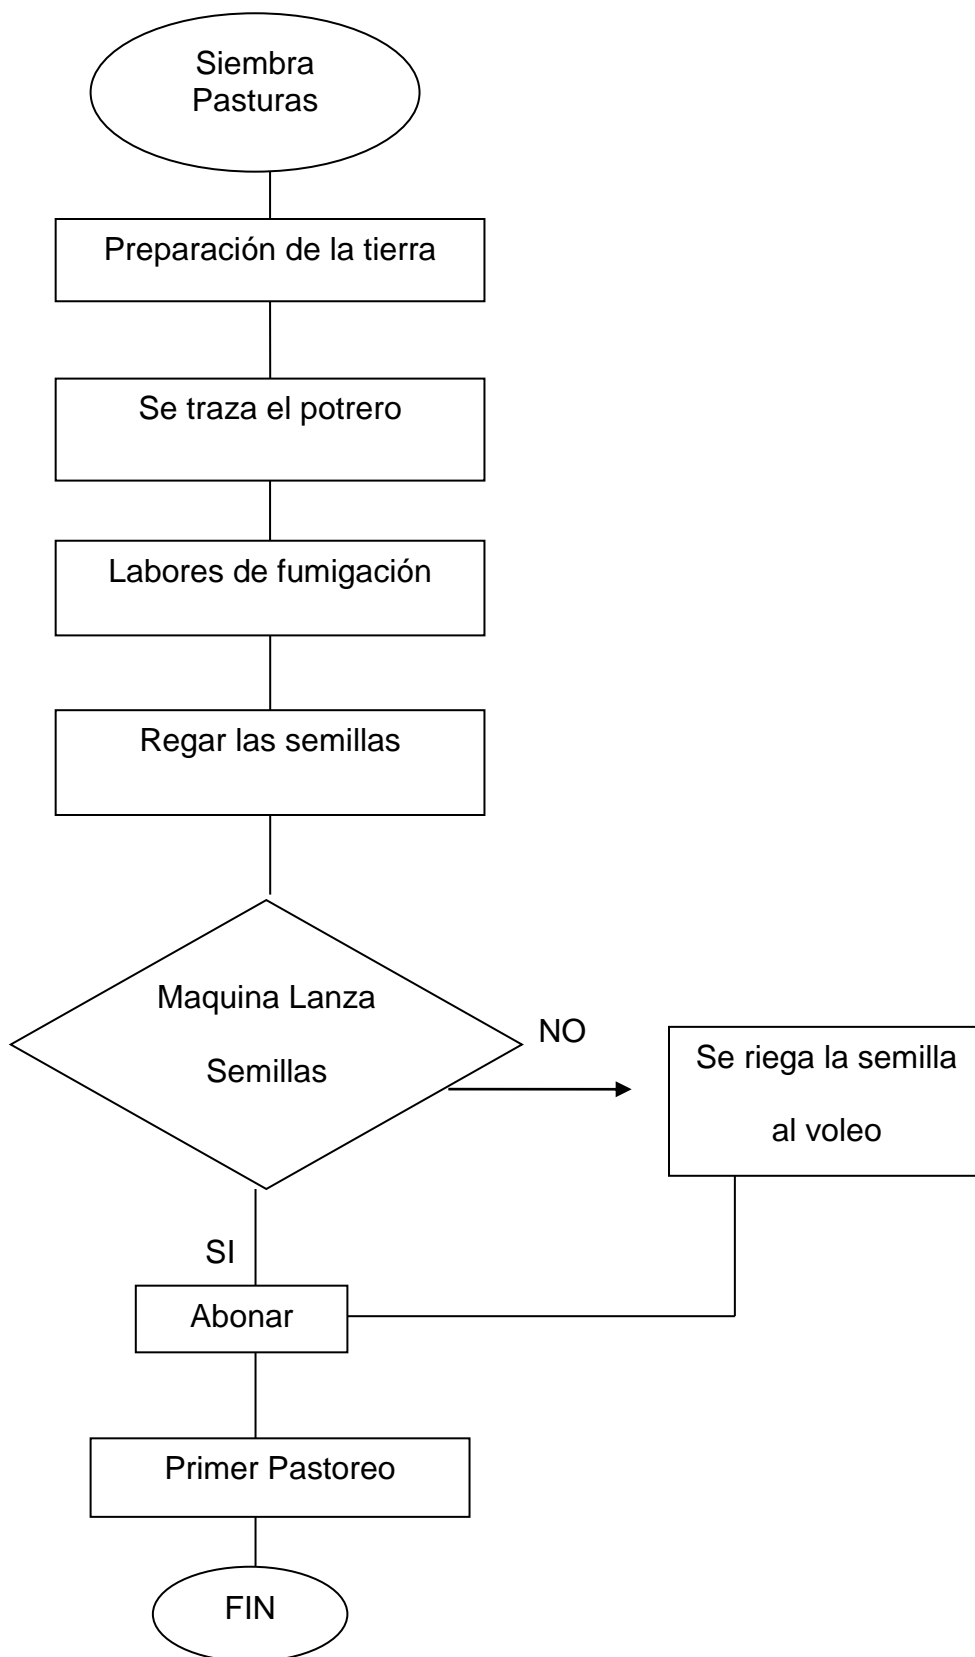 Siembra
Pasturas
Preparación de la tierra
Se traza el potrero
Labores de fumigación
Regar las semillas
Maquina Lanza
Semillas
NO
Se riega la semilla
al voleo
SI
Abonar
Primer Pastoreo
FIN